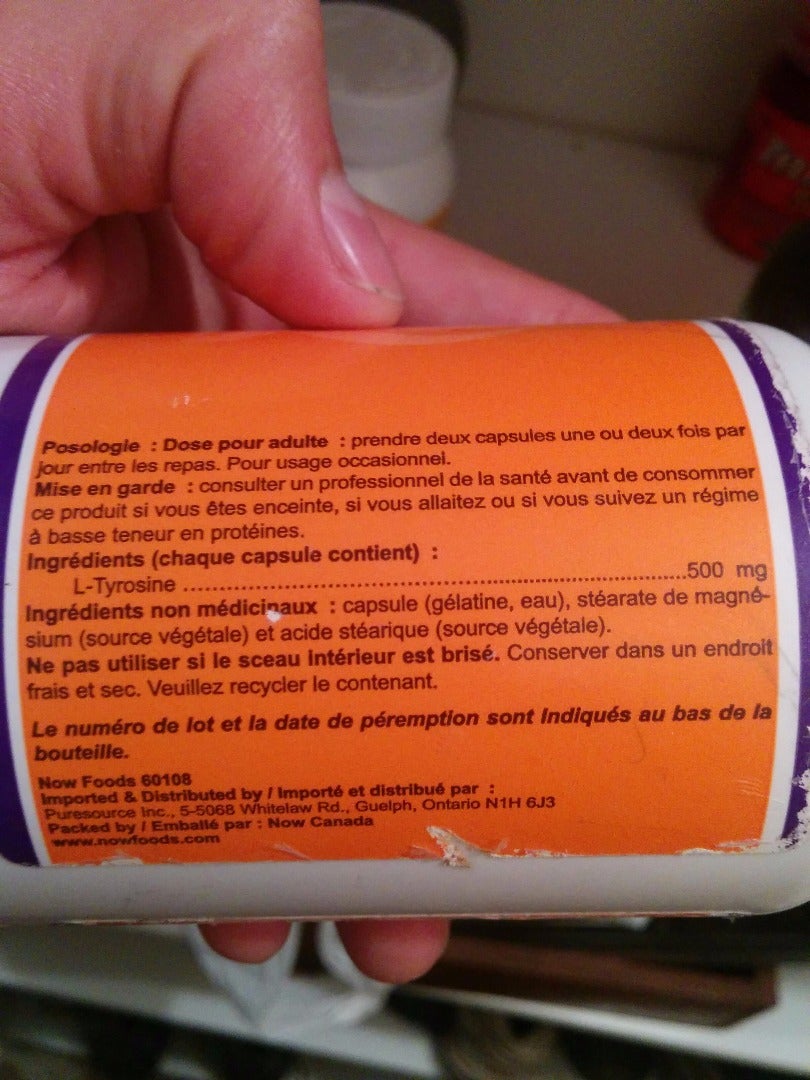 Posologie : Dose pour adulte : prendre deux capsules une ou deux fois par
jour entre les repas. Pour usage occasionnel.
Mise en garde : consulter un professionnel de la santé avant de consommer
ce produit si vous êtes enceinte, si vous allaitez ou si vous suivez un régime
à basse teneur en protéines.
Ingrédients (chaque capsule contient) :
L-Tyrosine ........................................................................................500 mg
Ingrédients non médicinaux : capsule (gélatine, eau), stéarate de magné-
sium (source végétale) et acide stéarique (source végétale).
Ne pas utiliser si le sceau intérieur est brisé. Conserver dans un endroit
frais et sec. Veuillez recycler le contenant.
Le numéro de lot et la date de péremption sont indiqués au bas de la
bouteille.
Now Foods 60108
Imported & Distributed by / Importé et distribué par :
Puresource Inc., 5-5068 Whitelaw Rd., Guelph, Ontario N1H 6J3
Packed by / Emballé par : Now Canada
www.nowfoods.com